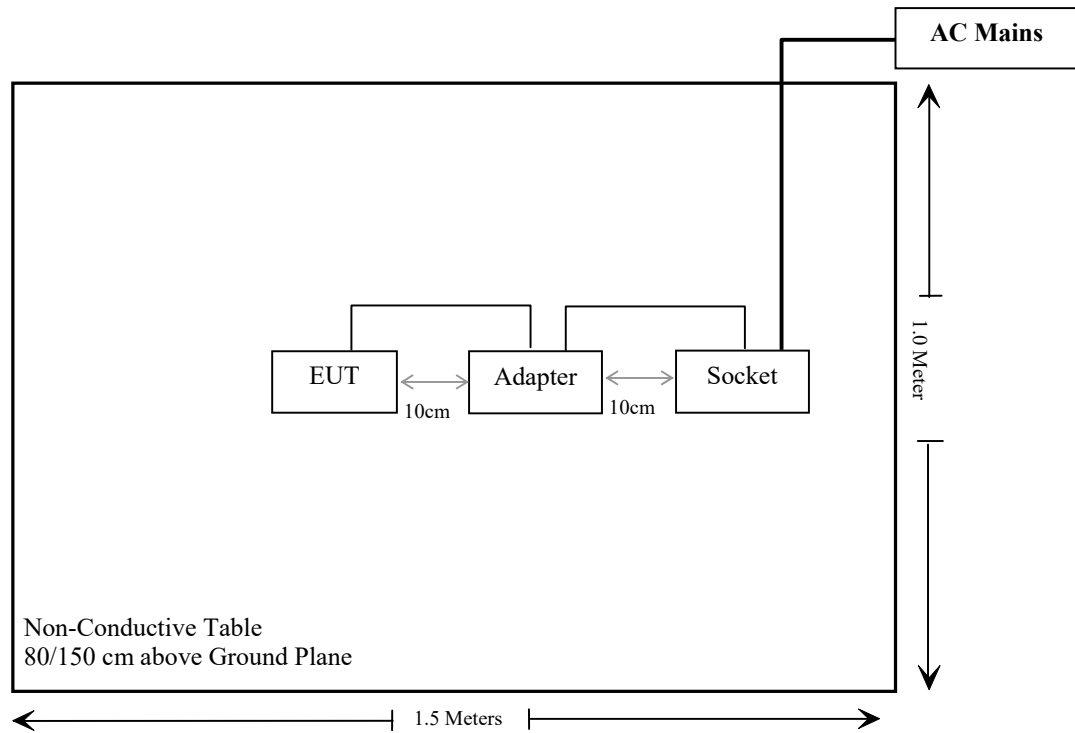 AC Mains
EUT
Adapter
Socket
10cm
10cm
1.0 Meter
Non-Conductive Table
80/150 cm above Ground Plane
1.5 Meters